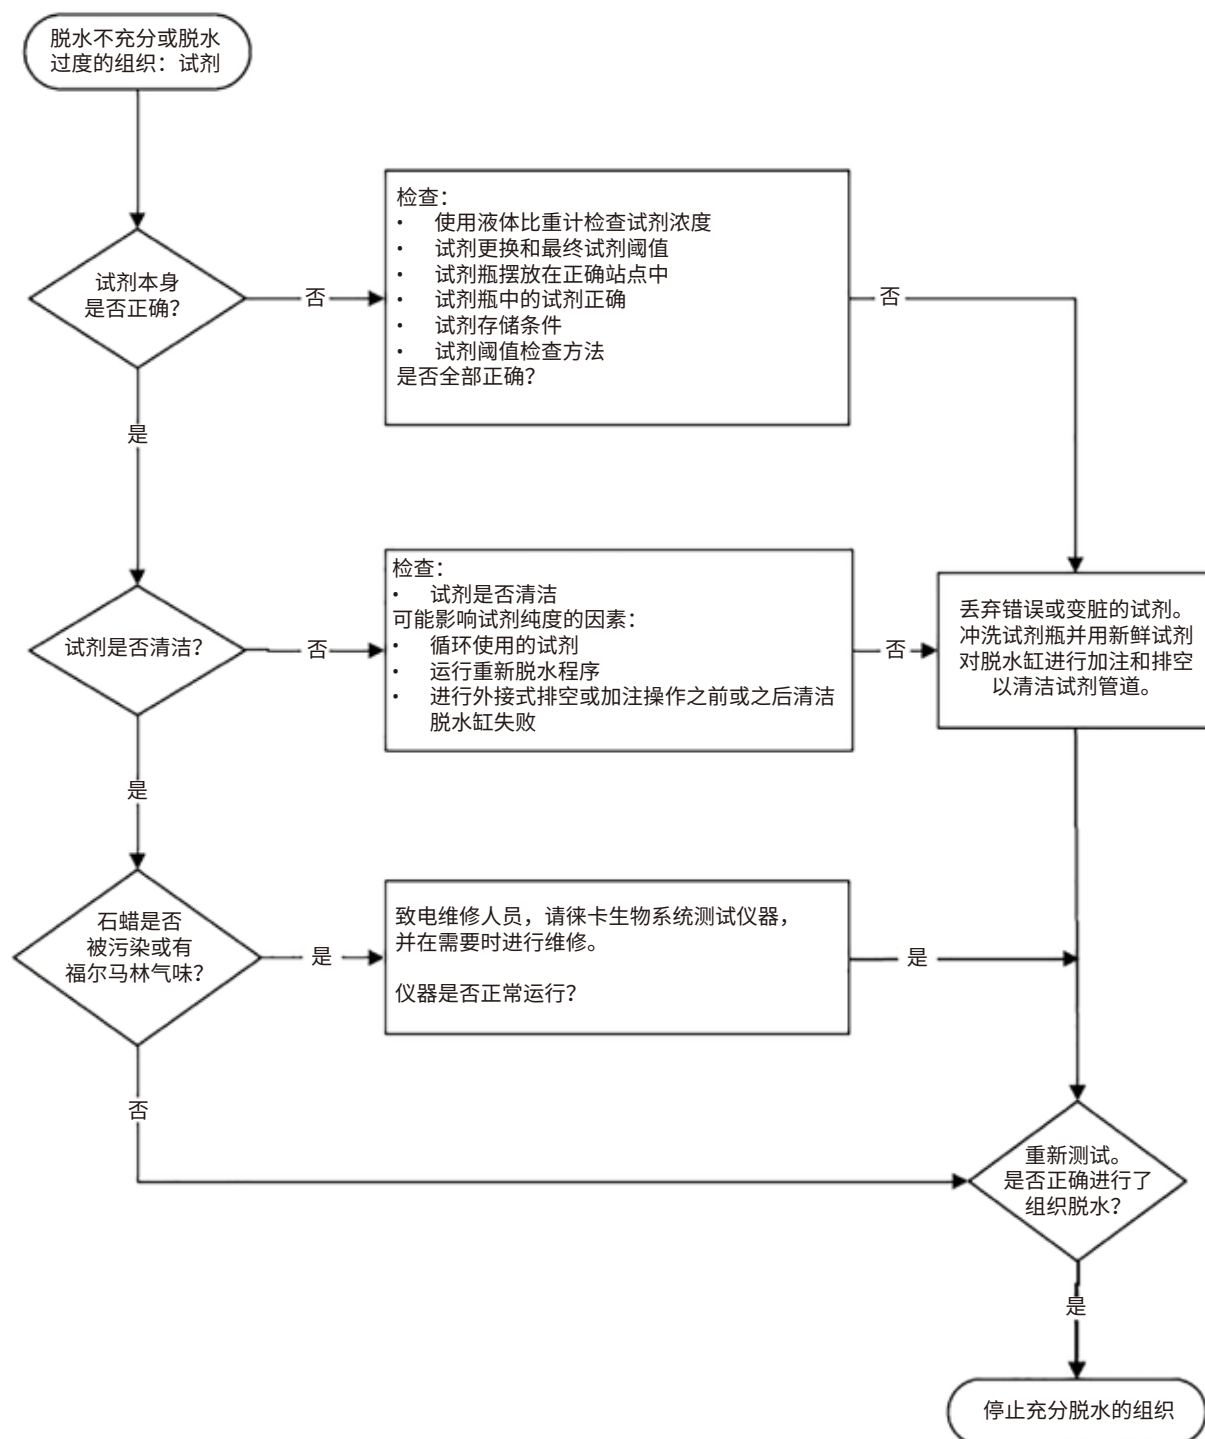 脱水不充分或脱水
过度的组织：试剂
试剂本身
是否正确？
否
检查：
• 使用液体比重计检查试剂浓度
• 试剂更换和最终试剂阈值
• 试剂瓶摆放在正确站点中
• 试剂瓶中的试剂正确
• 试剂存储条件
• 试剂阈值检查方法
是否全部正确？
否
是
试剂是否清洁？
否
检查：
• 试剂是否清洁
可能影响试剂纯度的因素：
• 循环使用的试剂
• 运行重新脱水程序
• 进行外接式排空或加注操作之前或之后清洁
脱水缸失败
否
丢弃错误或变脏的试剂。
冲洗试剂瓶并用新鲜试剂
对脱水缸进行加注和排空
以清洁试剂管道。
是
石蜡是否
被污染或有
福尔马林气味？
是
致电维修人员，请徕卡生物系统测试仪器，
并在需要时进行维修。
仪器是否正常运行？
是
否
重新测试。
是否正确进行了
组织脱水？
是
停止充分脱水的组织